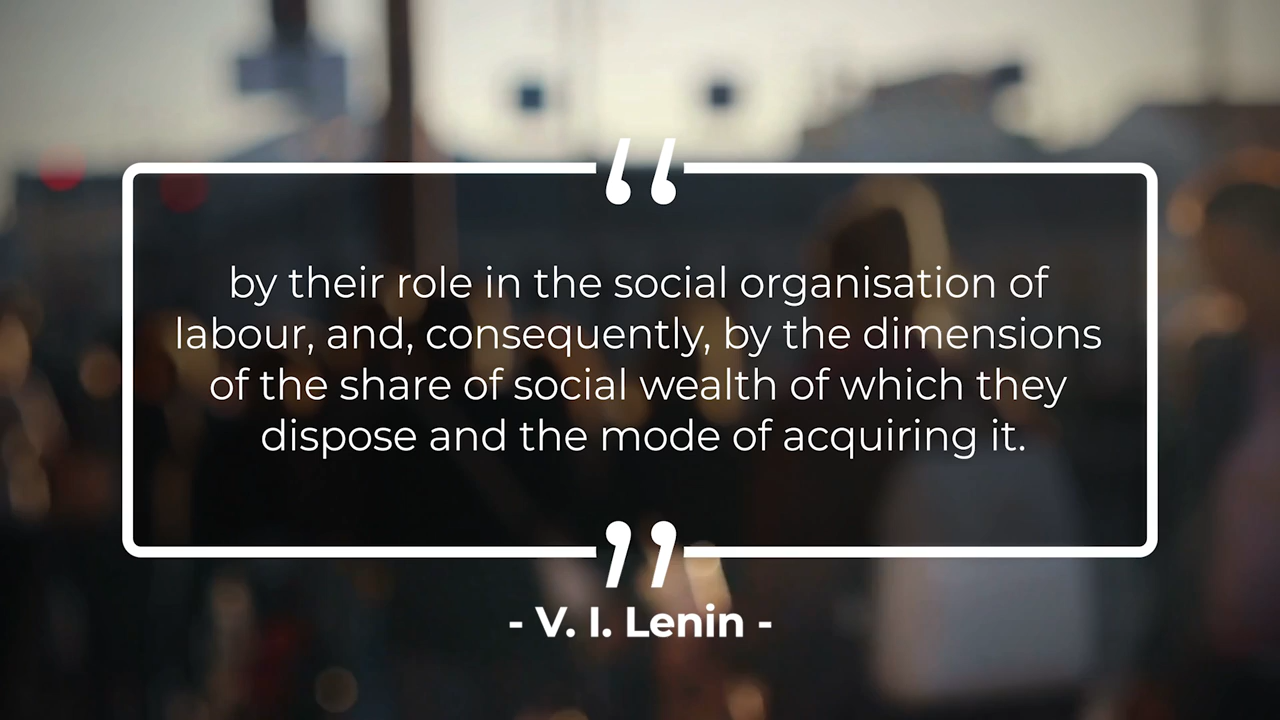 “
by their role in the social organisation of
labour, and, consequently, by the dimensions
of the share of social wealth of which they
dispose and the mode of acquiring it.
”
- V. I. Lenin -